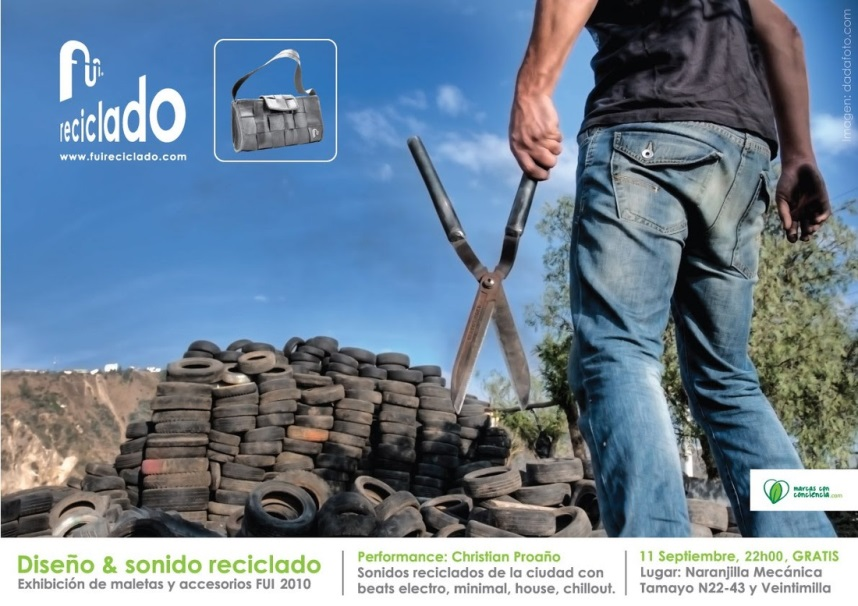 fui.
reciclado
www.fuireciclado.com
Imagen: dadafoto.com
marcas con
conciencia.com
Diseño & sonido reciclado
Exhibición de maletas y accesorios FUI 2010
Performance: Christian Proaño
Sonidos reciclados de la ciudad con
beats electro, minimal, house, chillout.
11 Septiembre, 22h00, GRATIS
Lugar: Naranjilla Mecánica
Tamayo N22-43 y Veintimilla